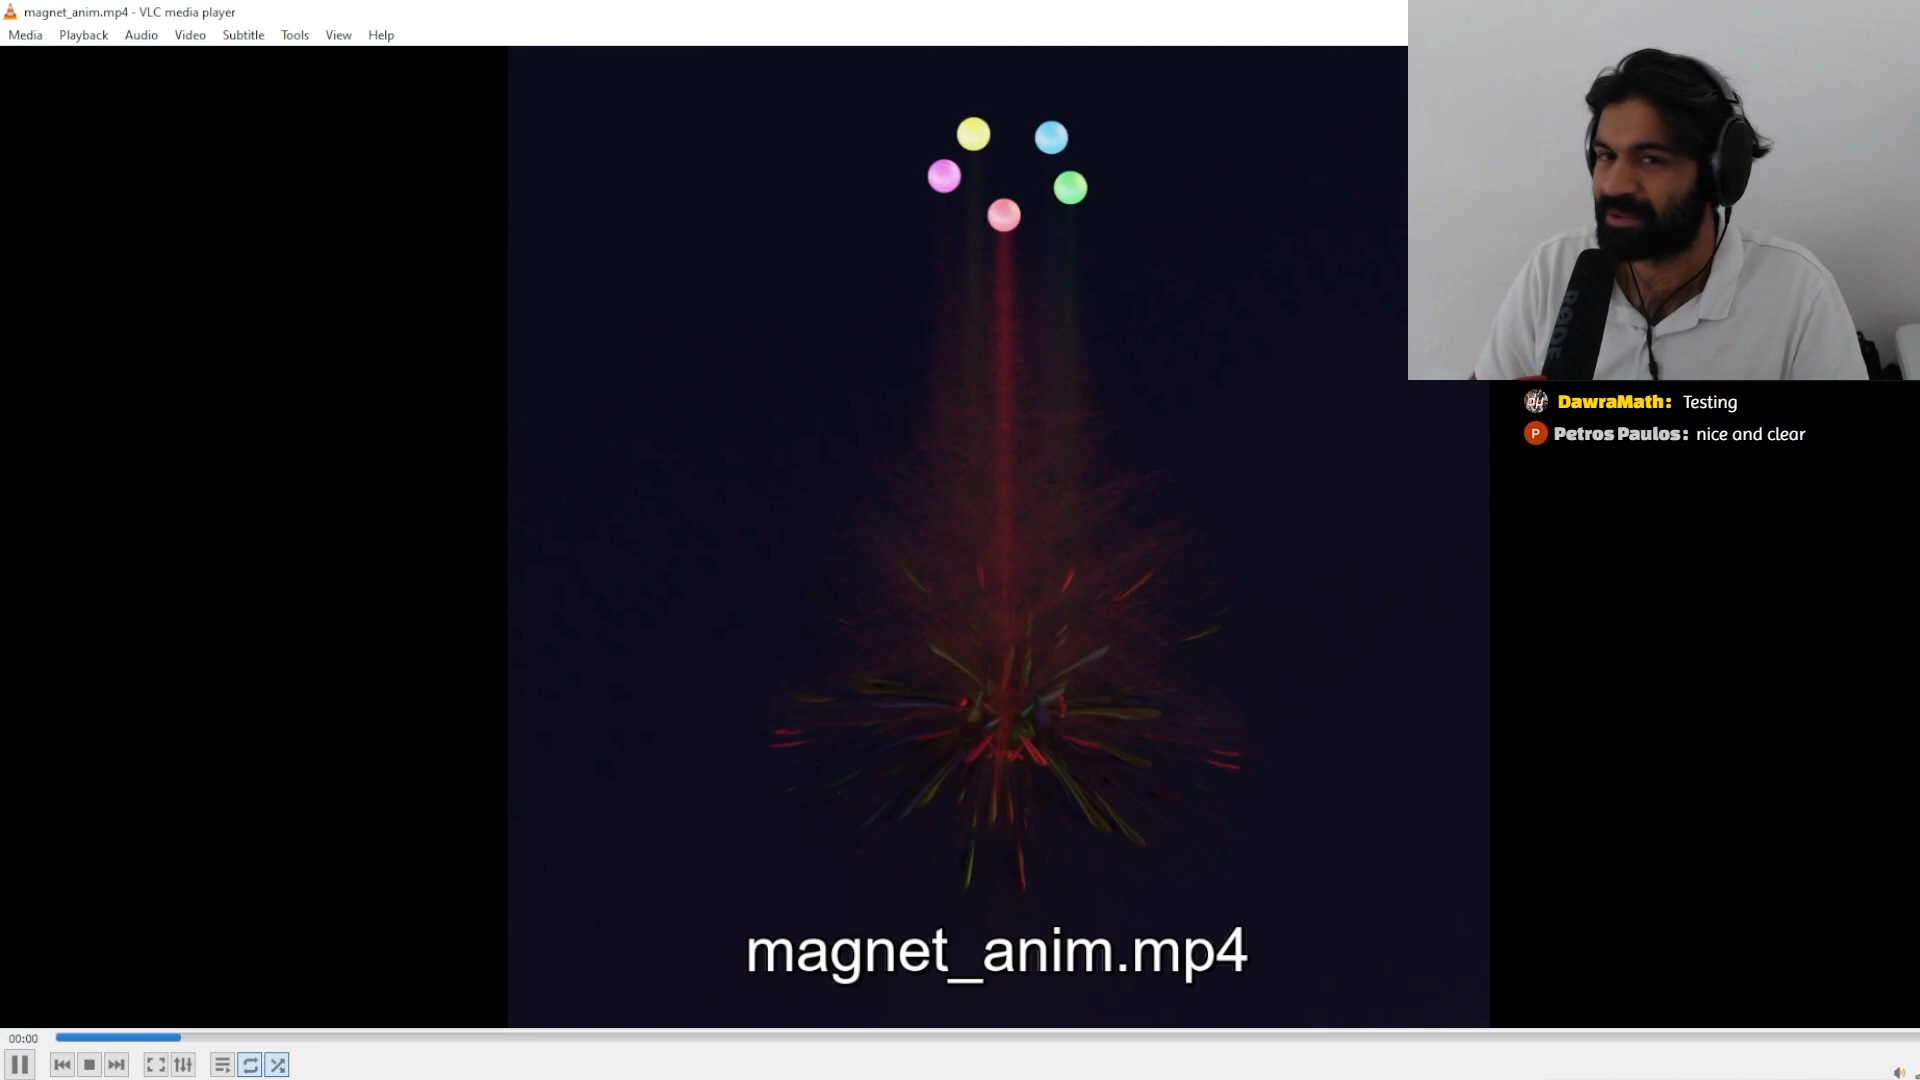 magnet_anim.mp4 - VLC media player
Media Playback Audio Video Subtitle Tools View Help
RODE
DawraMath: Testing
P Petros Paulos: nice and clear
magnet_anim.mp4
00:00